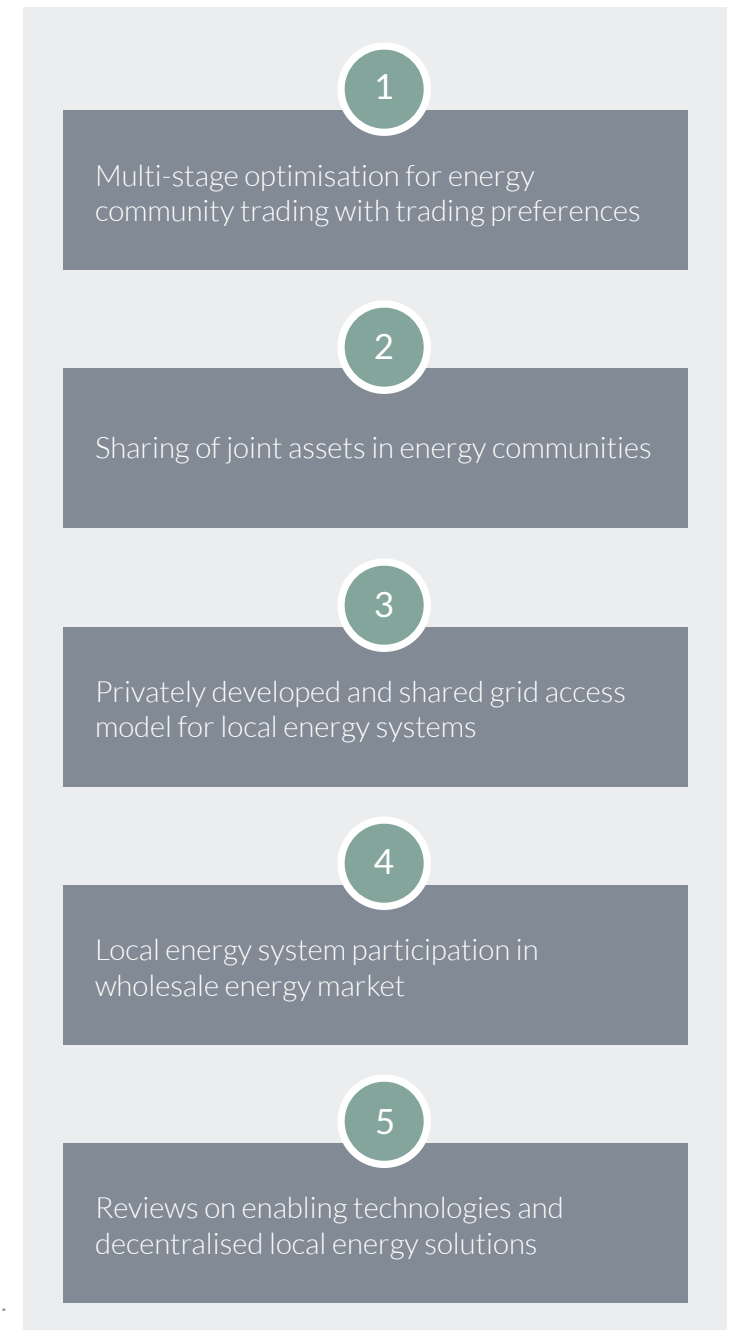 1
Multi-stage optimisation for energy
community trading with trading preferences
2
Sharing of joint assets in energy communities
3
Privately developed and shared grid access
model for local energy systems
4
Local energy system participation in
wholesale energy market
5
Reviews on enabling technologies and
decentralised local energy solutions
.